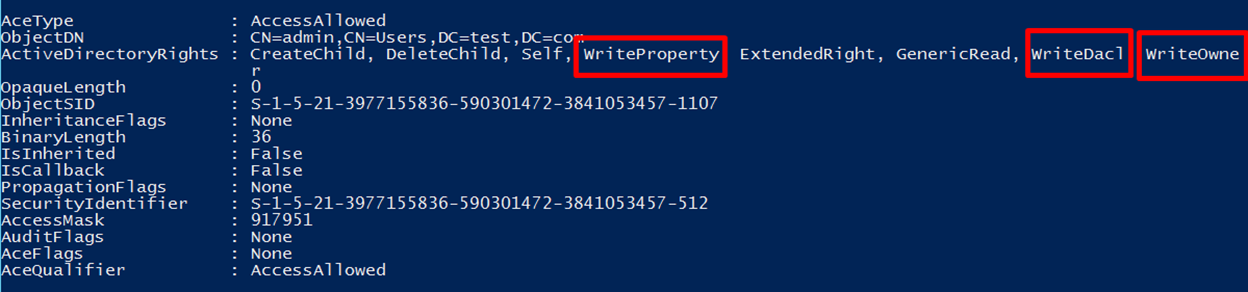 AceType : AccessAllowed
ObjectDN : CN=admin,CN=Users,DC=test,DC=com
ActiveDirectoryRights : CreateChild, DeleteChild, Self, WriteProperty ExtendedRight, GenericRead, WriteDacl WriteOwne
r
OpaqueLength : 0
ObjectSID : S-1-5-21-3977155836-590301472-3841053457-1107
InheritanceFlags : None
BinaryLength : 36
IsInherited : False
IsCallback : False
PropagationFlags : None
SecurityIdentifier : S-1-5-21-3977155836-590301472-3841053457-512
AccessMask : 917951
AuditFlags : None
AceFlags : None
AceQualifier : AccessAllowed